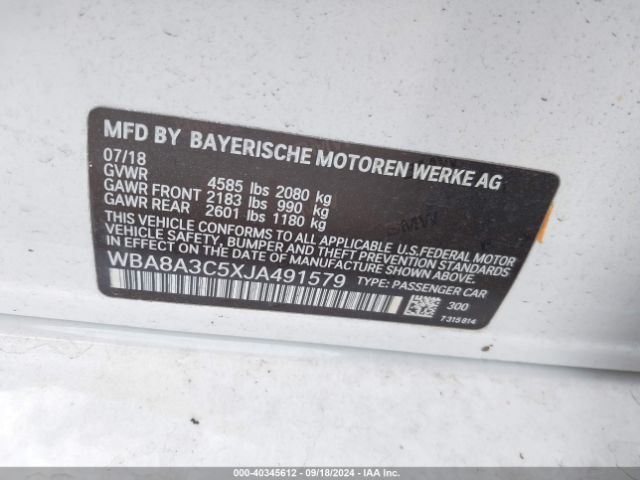 MFD BY BAYERISCHE MOTOREN WERKE AG
07/18
GVWR 4585 lbs 2080 kg
GAWR FRONT 2183 lbs 990 kg
GAWR REAR 2601 lbs 1180 kg
THIS VEHICLE CONFORMS TO ALL APPLICABLE U.S.FEDERAL MOTOR
VEHICLE SAFETY, BUMPER, AND THEFT PREVENTION STANDARDS
IN EFFECT ON THE DATE OF MANUFACTURE SHOWN ABOVE.
WBA8A3C5XJA491579 TYPE: PASSENGER CAR
300
7315814
000-40345612 - 09/18/2024 - IAA Inc.